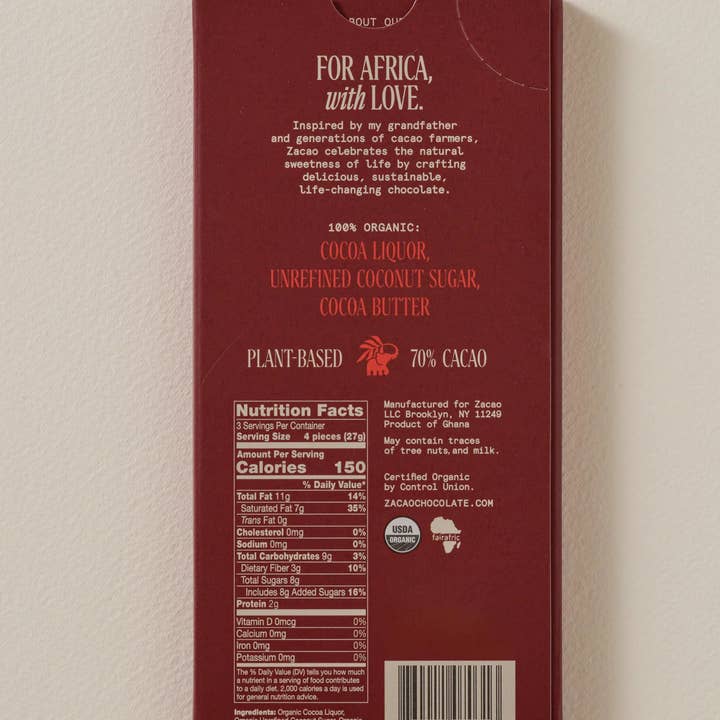 BOUT OU
FOR AFRICA,
with LOVE.
Inspired by my grandfather
and generations of cacao farmers,
Zacao celebrates the natural
sweetness of life by crafting
delicious, sustainable,
life-changing chocolate.
100% ORGANIC:
COCOA LIQUOR,
UNREFINED COCONUT SUGAR,
COCOA BUTTER
PLANT-BASED 70% CACAO
Nutrition Facts
3 Servings Per Container
Serving Size 4 pieces (27g)
Amount Per Serving
Calories 150
% Daily Value*
Total Fat 11g 14%
Saturated Fat 7g 35%
Trans Fat 0g
Cholesterol 0mg 0%
Sodium 0mg 0%
Total Carbohydrates 9g 3%
Dietary Fiber 3g 10%
Total Sugars 8g
Includes 8g Added Sugars 16%
Protein 2g
Vitamin D 0mcg 0%
Calcium 0mg 0%
Iron 0mg 0%
Potassium 0mg 0%
*The % Daily Value (DV) tells you how much
a nutrient in a serving of food contributes
to a daily diet. 2,000 calories a day is used
for general nutrition advice.
Ingredients: Organic Cocoa Liquor,
Organic Unrefined Coconut Sugar, Organic
Manufactured for Zacao
LLC Brooklyn, NY 11249
Product of Ghana
May contain traces
of tree nuts,and milk.
Certified Organic
by Control Union.
ZACAOCHOCOLATE.COM
USDA
ORGANIC
fairafric